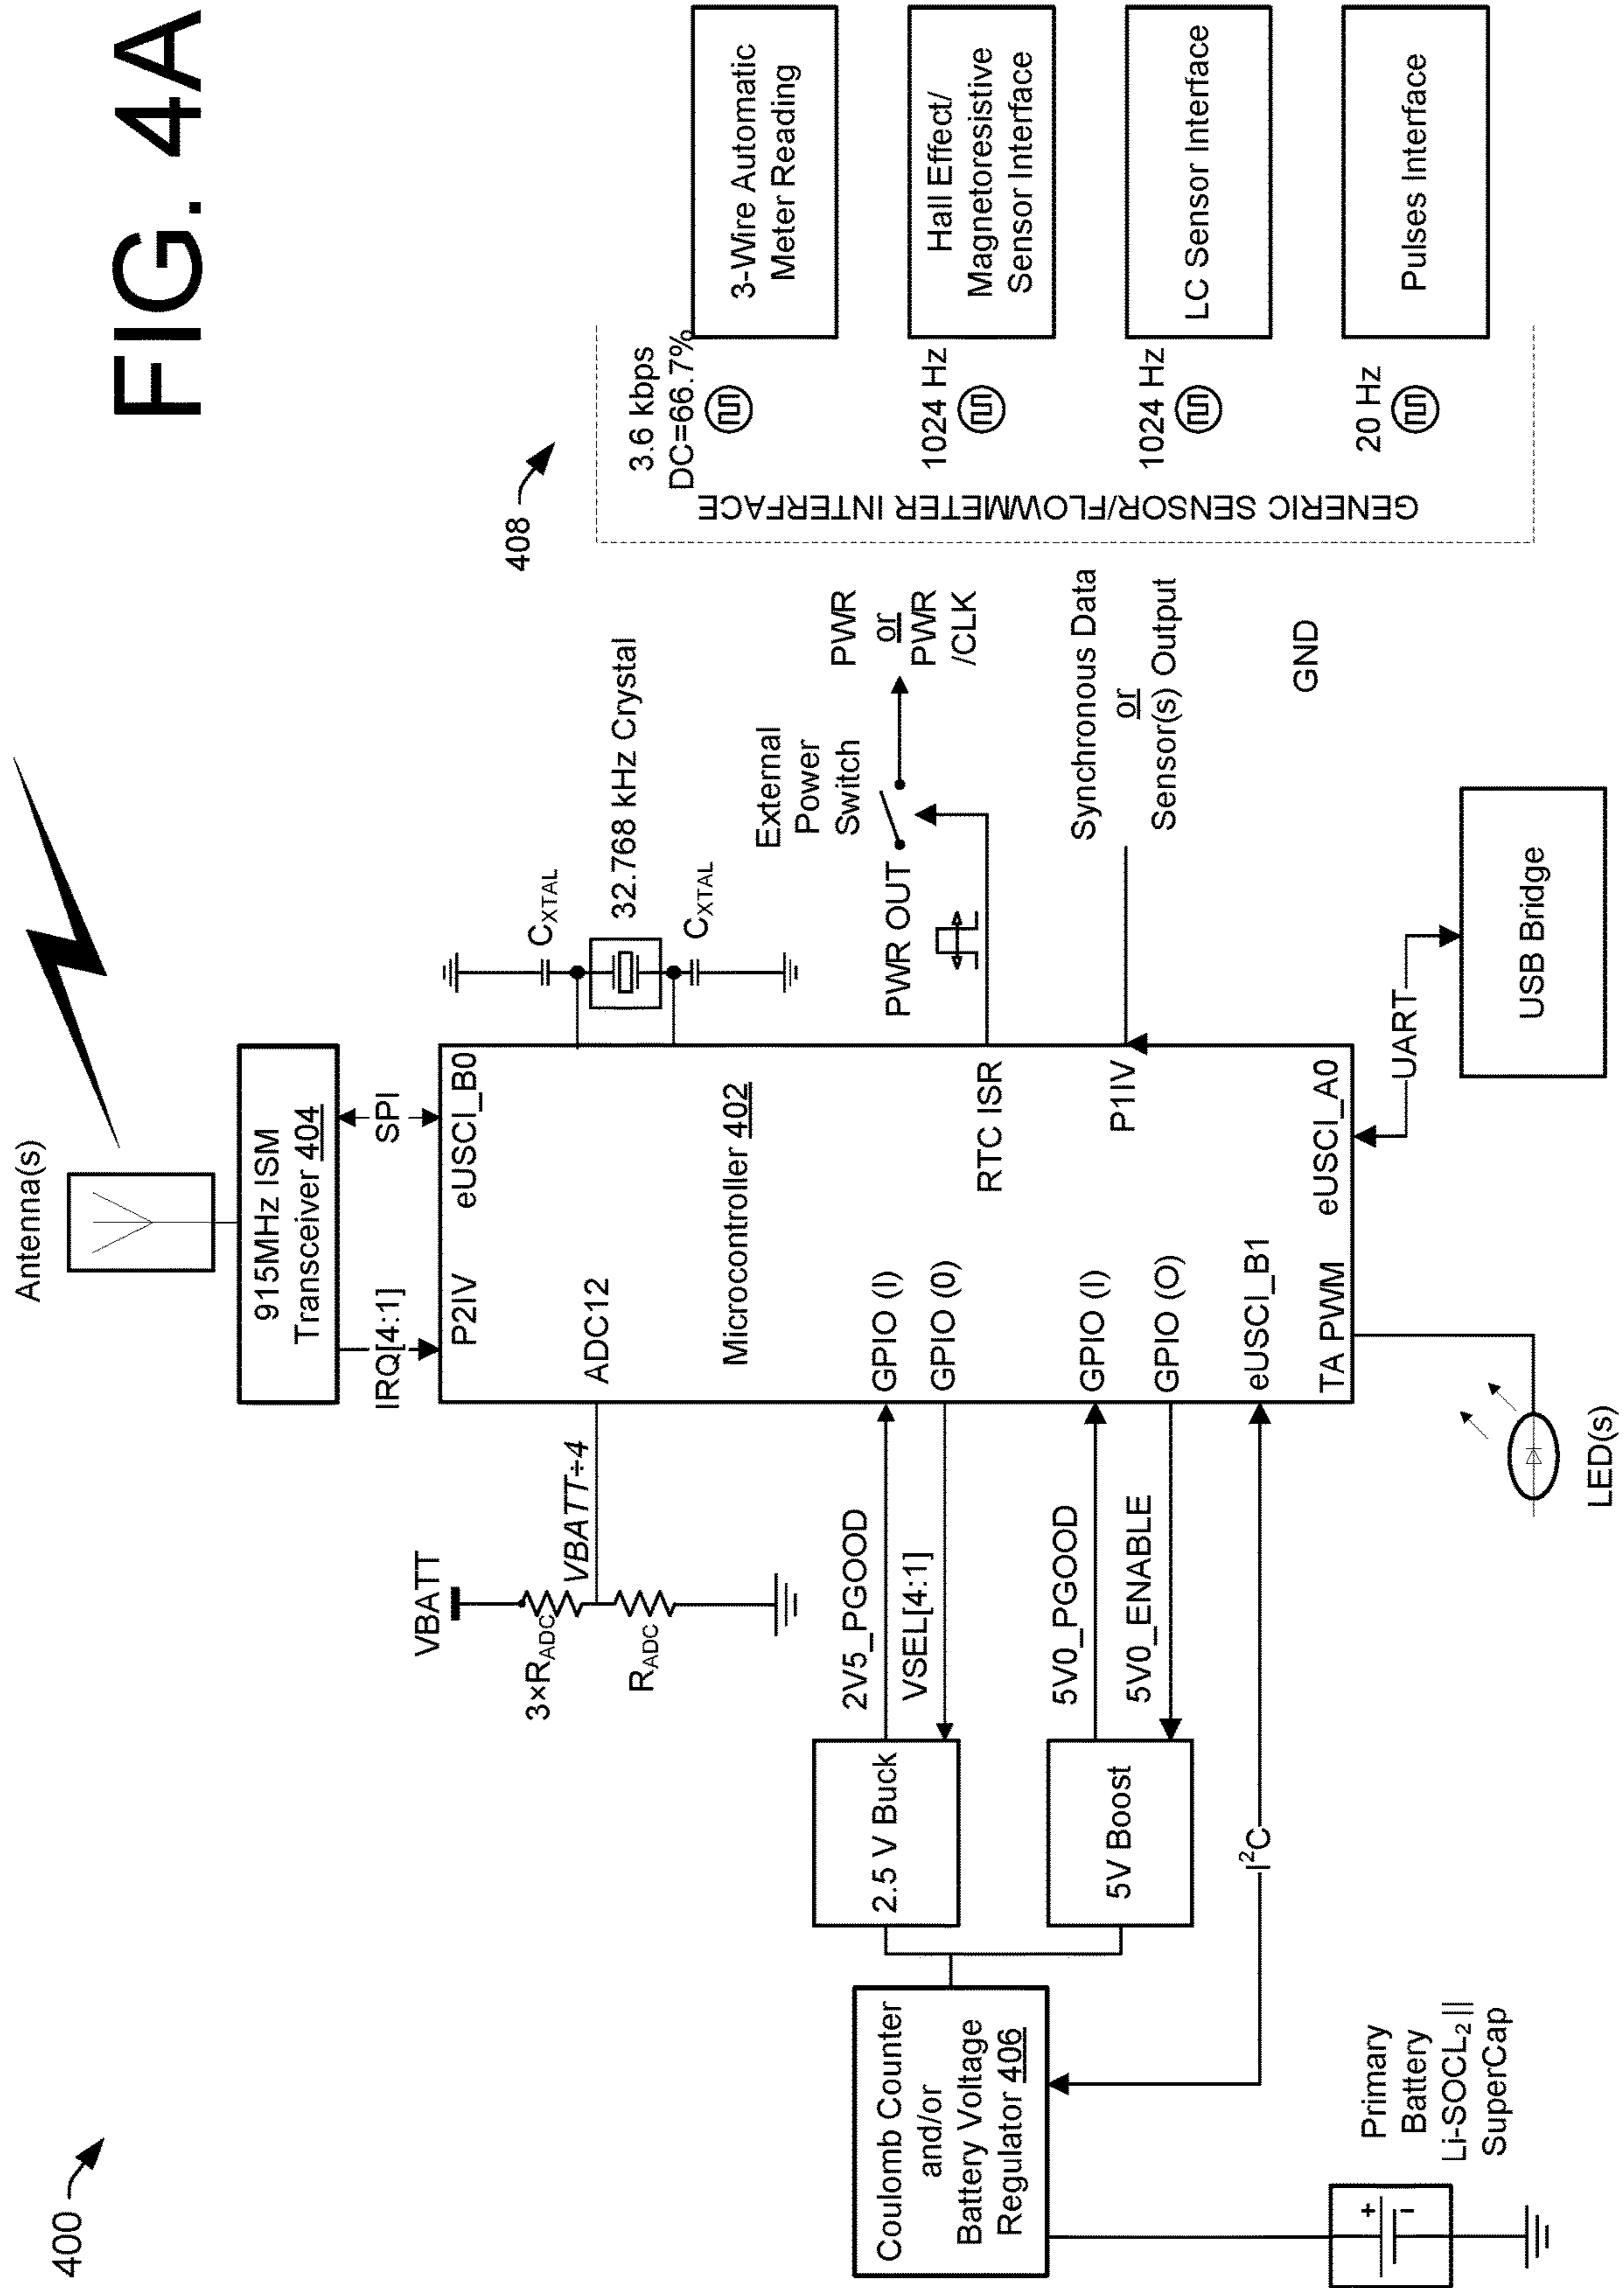 400
Antenna(s)
915MHz ISM
Transceiver 404
IRQ[4:1]
SPI
P2IV
eUSCI_B0
VBATT
3×RADC
RADC
VBATT÷4
ADC12
Microcontroller 402
CXTAL
32.768 kHz Crystal
CXTAL
Coulomb Counter
and/or
Battery Voltage
Regulator 406
2.5 V Buck
2V5_PGOOD
VSEL[4:1]
GPIO (I)
GPIO (0)
5V Boost
5V0_PGOOD
5V0_ENABLE
GPIO (I)
GPIO (O)
I²C
eUSCI_B1
TA PWM
RTC ISR
P1IV
eUSCI_A0
PWR OUT
External
Power
Switch
PWR
or
PWR
/CLK
Synchronous Data
or
Sensor(s) Output
GND
UART
USB Bridge
LED(s)
+
-
Primary
Battery
Li-SOCL₂ ||
SuperCap
408
GENERIC SENSOR/FLOWMETER INTERFACE
3.6 kbps
DC=66.7%
3-Wire Automatic
Meter Reading
1024 Hz
Hall Effect/
Magnetoresistive
Sensor Interface
1024 Hz
LC Sensor Interface
20 Hz
Pulses Interface
FIG. 4A